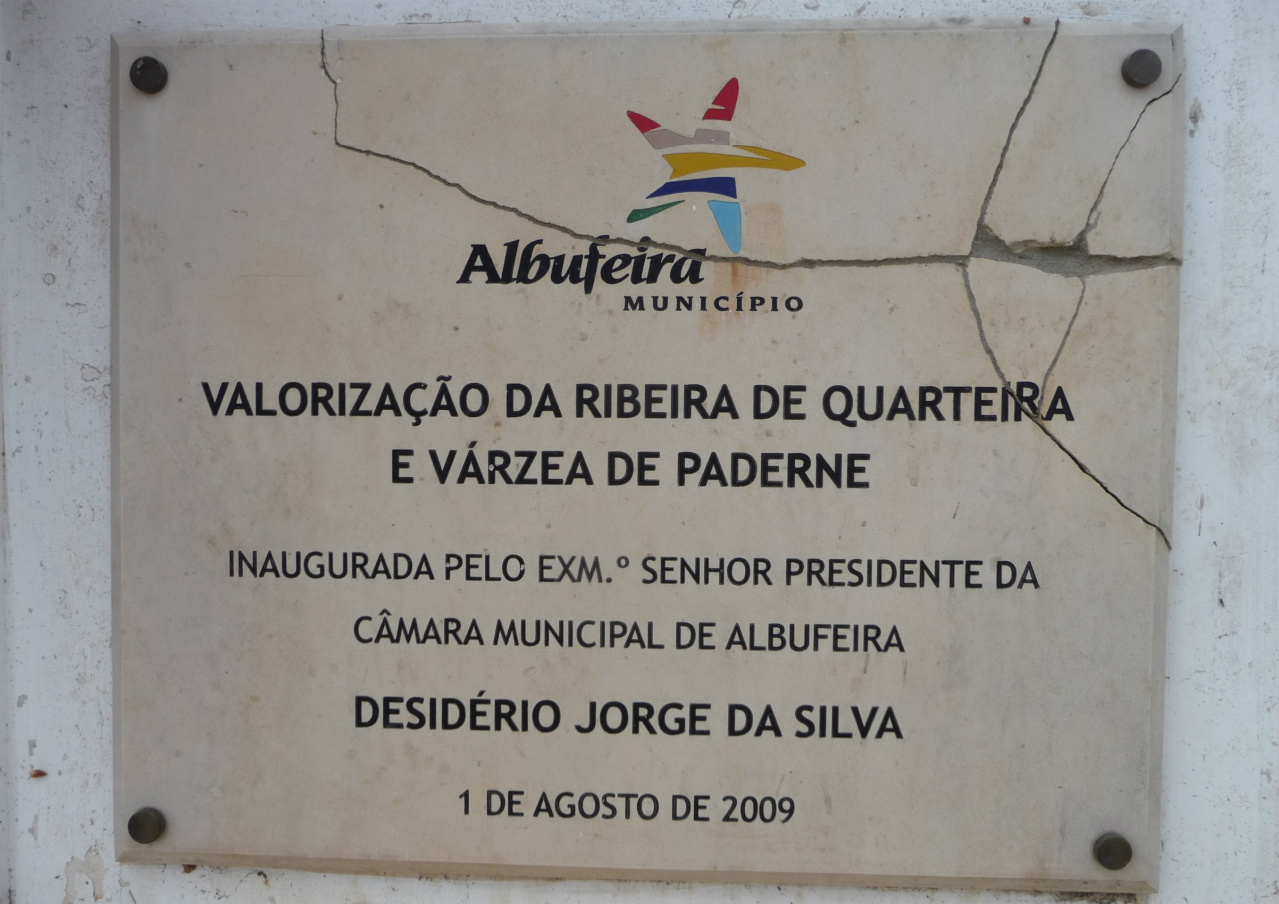 Albufeira
MUNICÍPIO
VALORIZAÇÃO DA RIBEIRA DE QUARTEIRA
E VÁRZEA DE PADERNE
INAUGURADA PELO EXM.º SENHOR PRESIDENTE DA
CÂMARA MUNICIPAL DE ALBUFEIRA
DESIDÉRIO JORGE DA SILVA
1 DE AGOSTO DE 2009